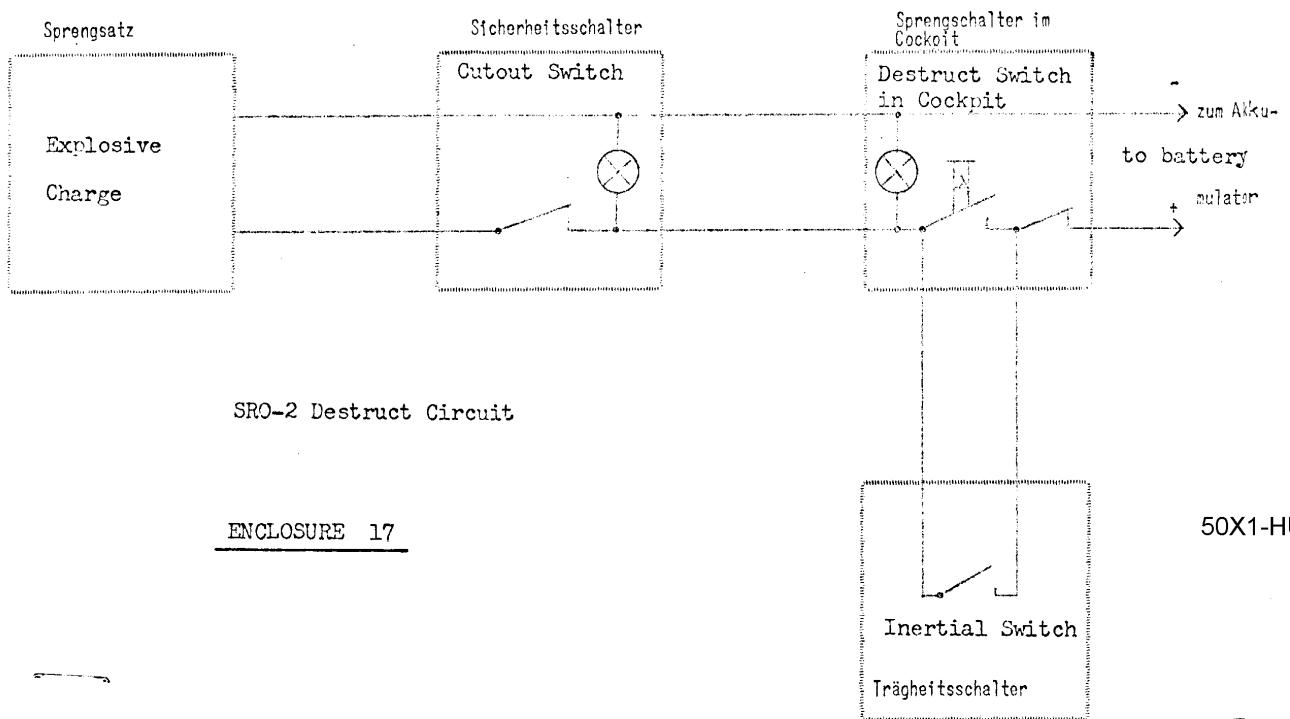 Sprengsatz
Sicherheitsschalter
Sprengschalter im
Cockpit
Explosive
Charge
Cutout Switch
Destruct Switch
in Cockpit
-
zum Akku-
to battery
+
mulator
SRO-2 Destruct Circuit
ENCLOSURE 17
50X1-HU
Inertial Switch
Trägheitsschalter